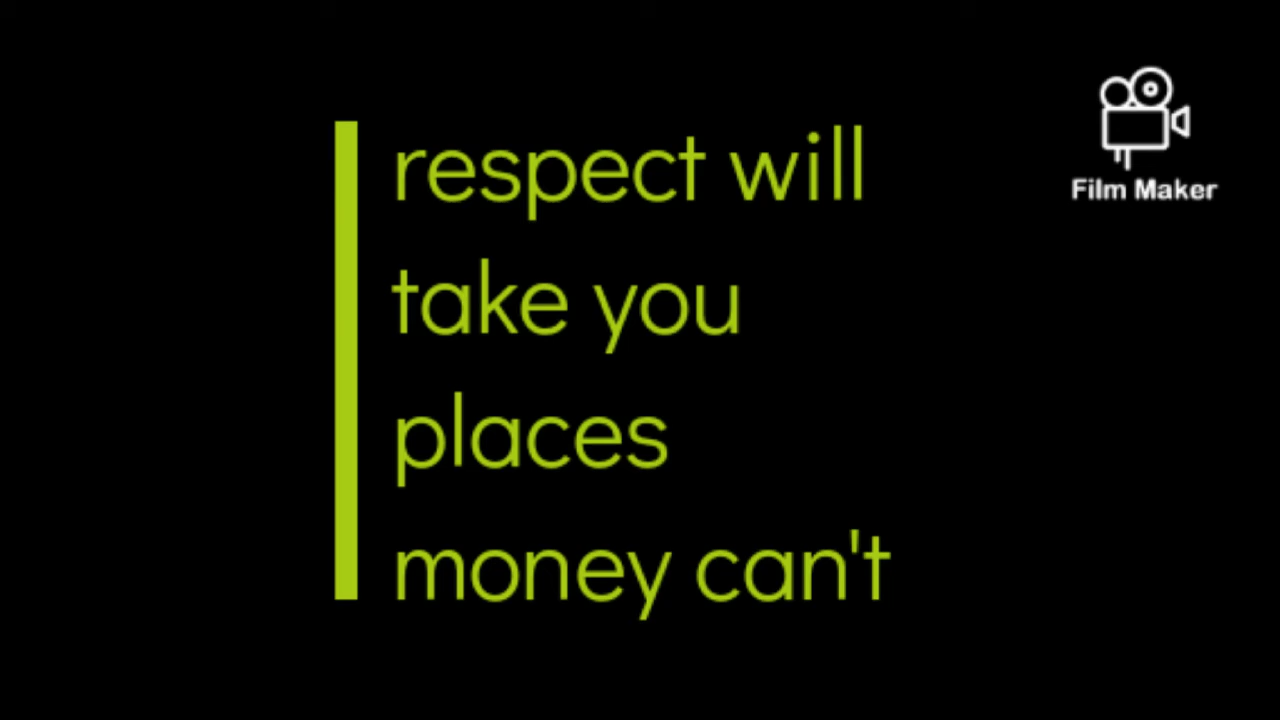 respect will
take you
places
money can't
Film Maker